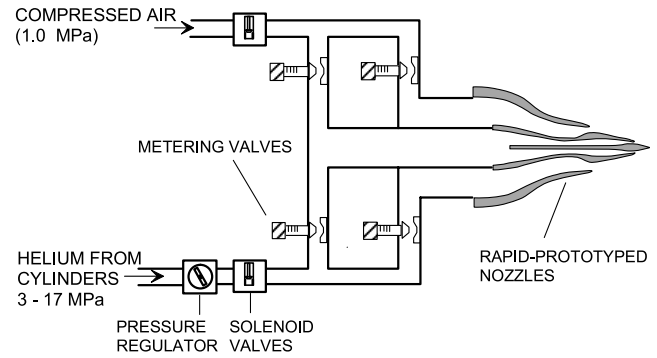 COMPRESSED AIR
(1.0 MPa)
METERING VALVES
HELIUM FROM
CYLINDERS
3 - 17 MPa
PRESSURE
REGULATOR
SOLENOID
VALVES
RAPID-PROTOTYPED
NOZZLES